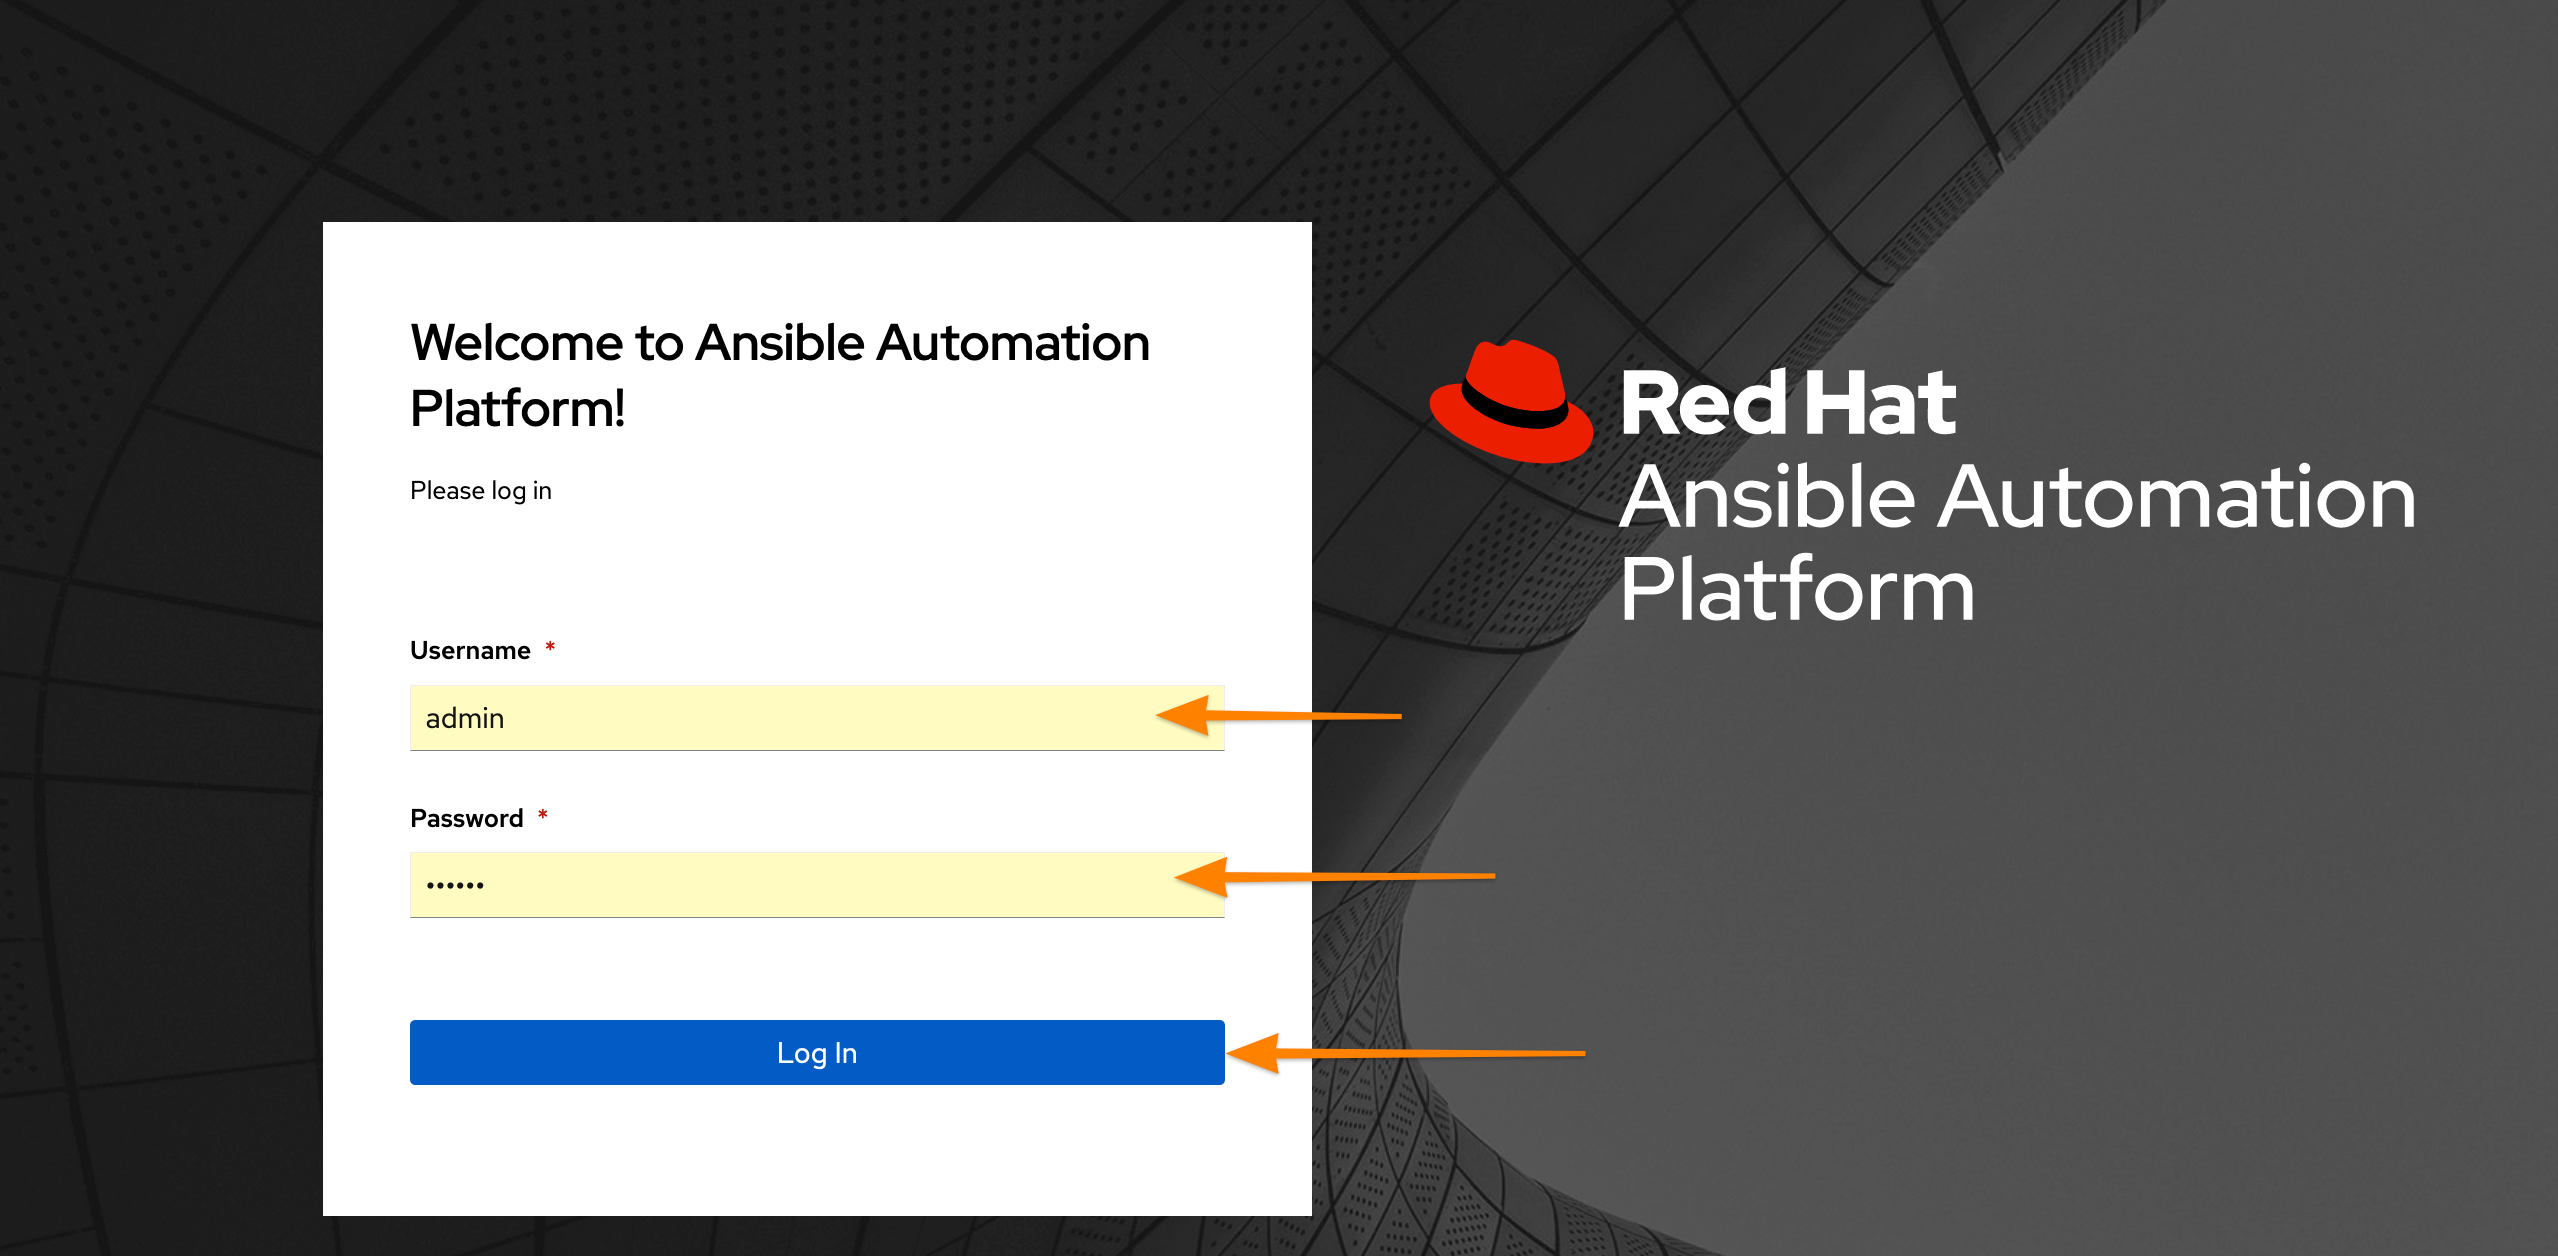 Welcome to Ansible Automation
Platform!
Please log in
Username *
admin
Password *
••••••
Log In
Red Hat
Ansible Automation
Platform